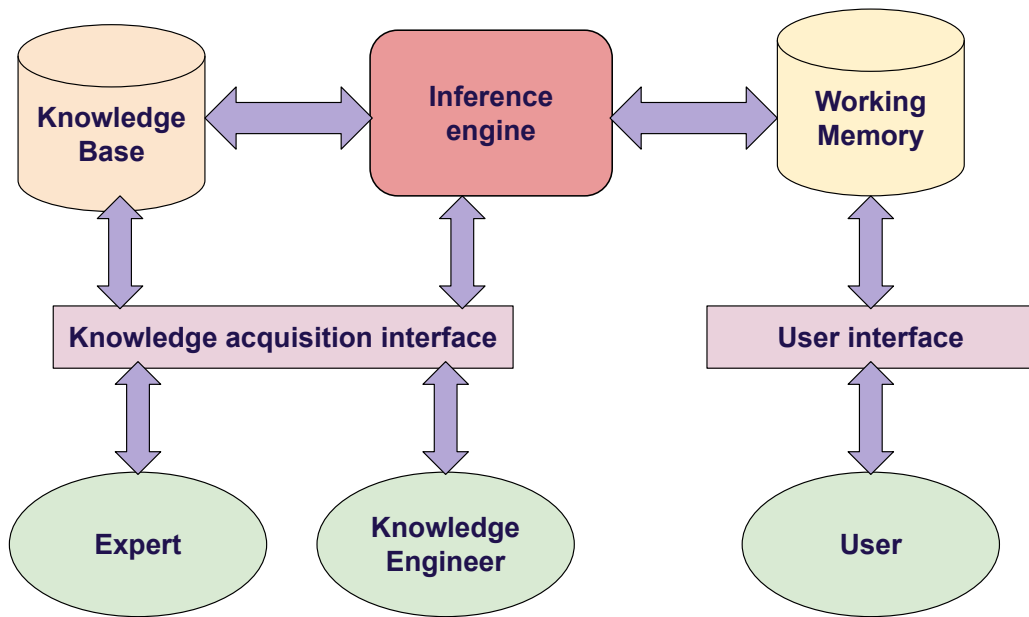 Knowledge
Base
Inference
engine
Working
Memory
Knowledge acquisition interface
User interface
Expert
Knowledge
Engineer
User